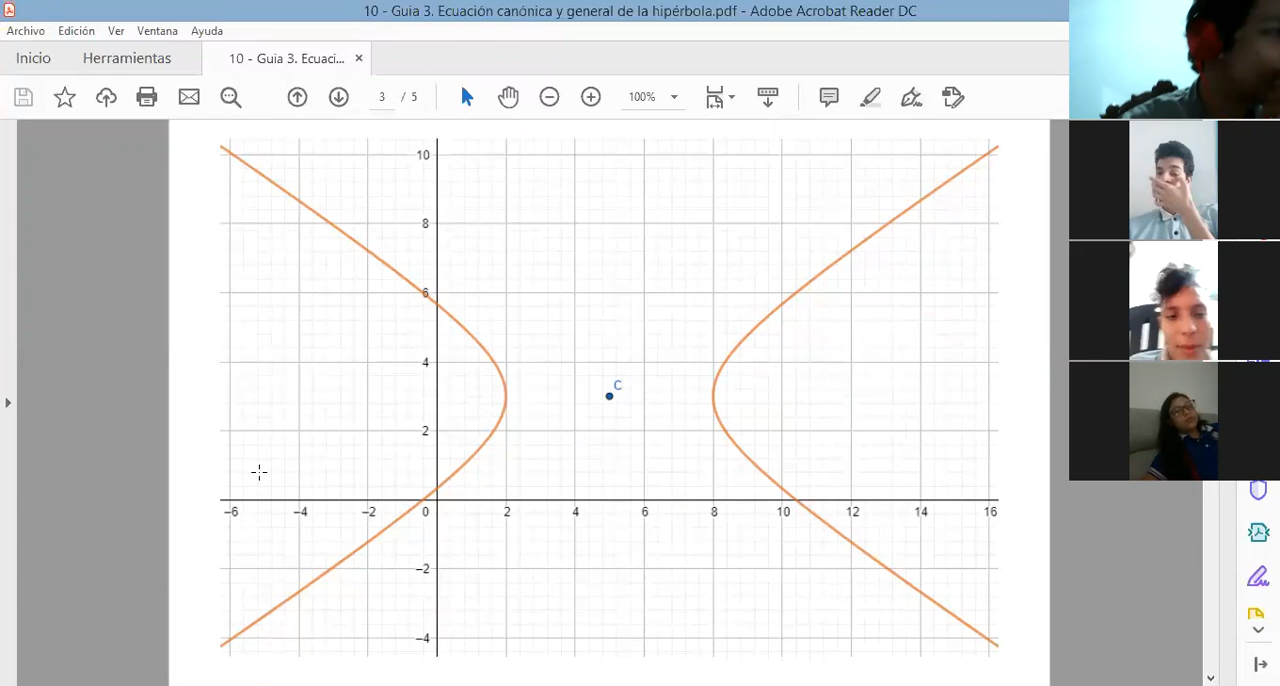 10 - Guia 3. Ecuación canónica y general de la hipérbola.pdf - Adobe Acrobat Reader DC
Archivo Edición Ver Ventana Ayuda
Inicio Herramientas 10 - Guia 3. Ecuaci... ×
3 / 5 100%
10
8
6
4
C
2
−6 −4 −2 0 2 4 6 8 10 12 14 16
−2
−4